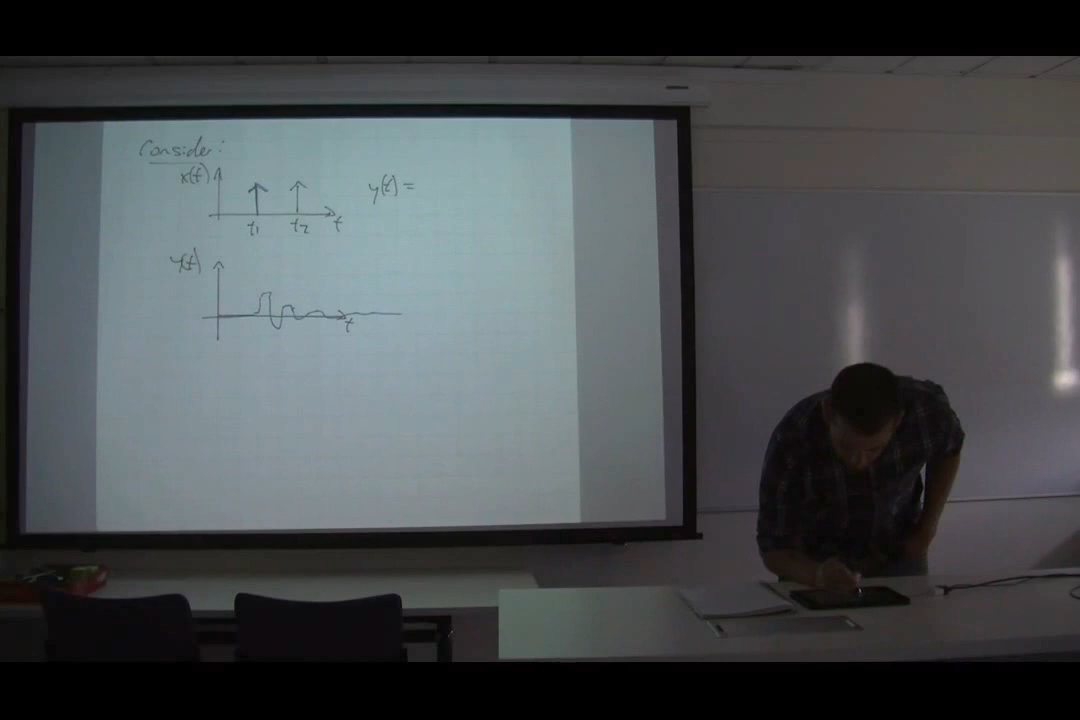 Consider:
x(t)
y(t) =
t1 t2 t
y(t)
t